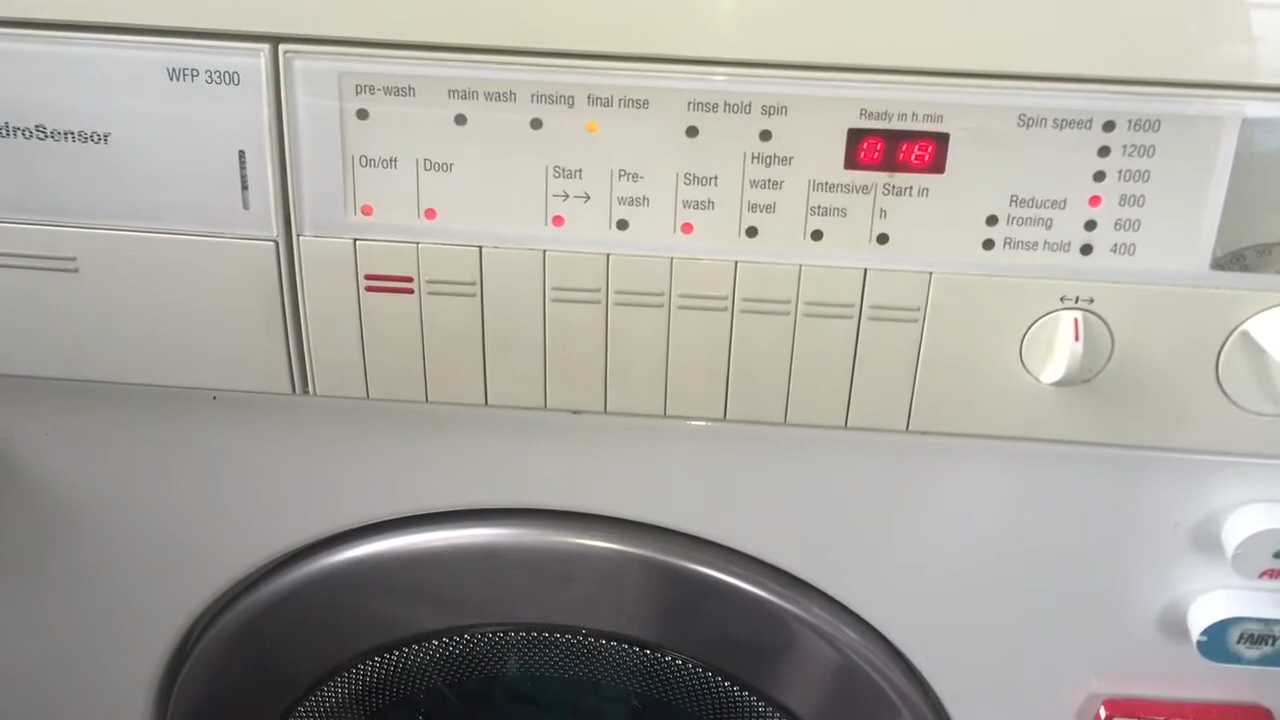 WFP 3300
droSensor
pre-wash
main wash
rinsing
final rinse
rinse hold
spin
Ready in h.min
0 18
On/off
Door
Start
→→
Pre-
wash
Short
wash
Higher
water
level
Intensive/
stains
Start in
h
Spin speed
1600
1200
1000
800
600
400
Reduced
Ironing
Rinse hold
FAIRY